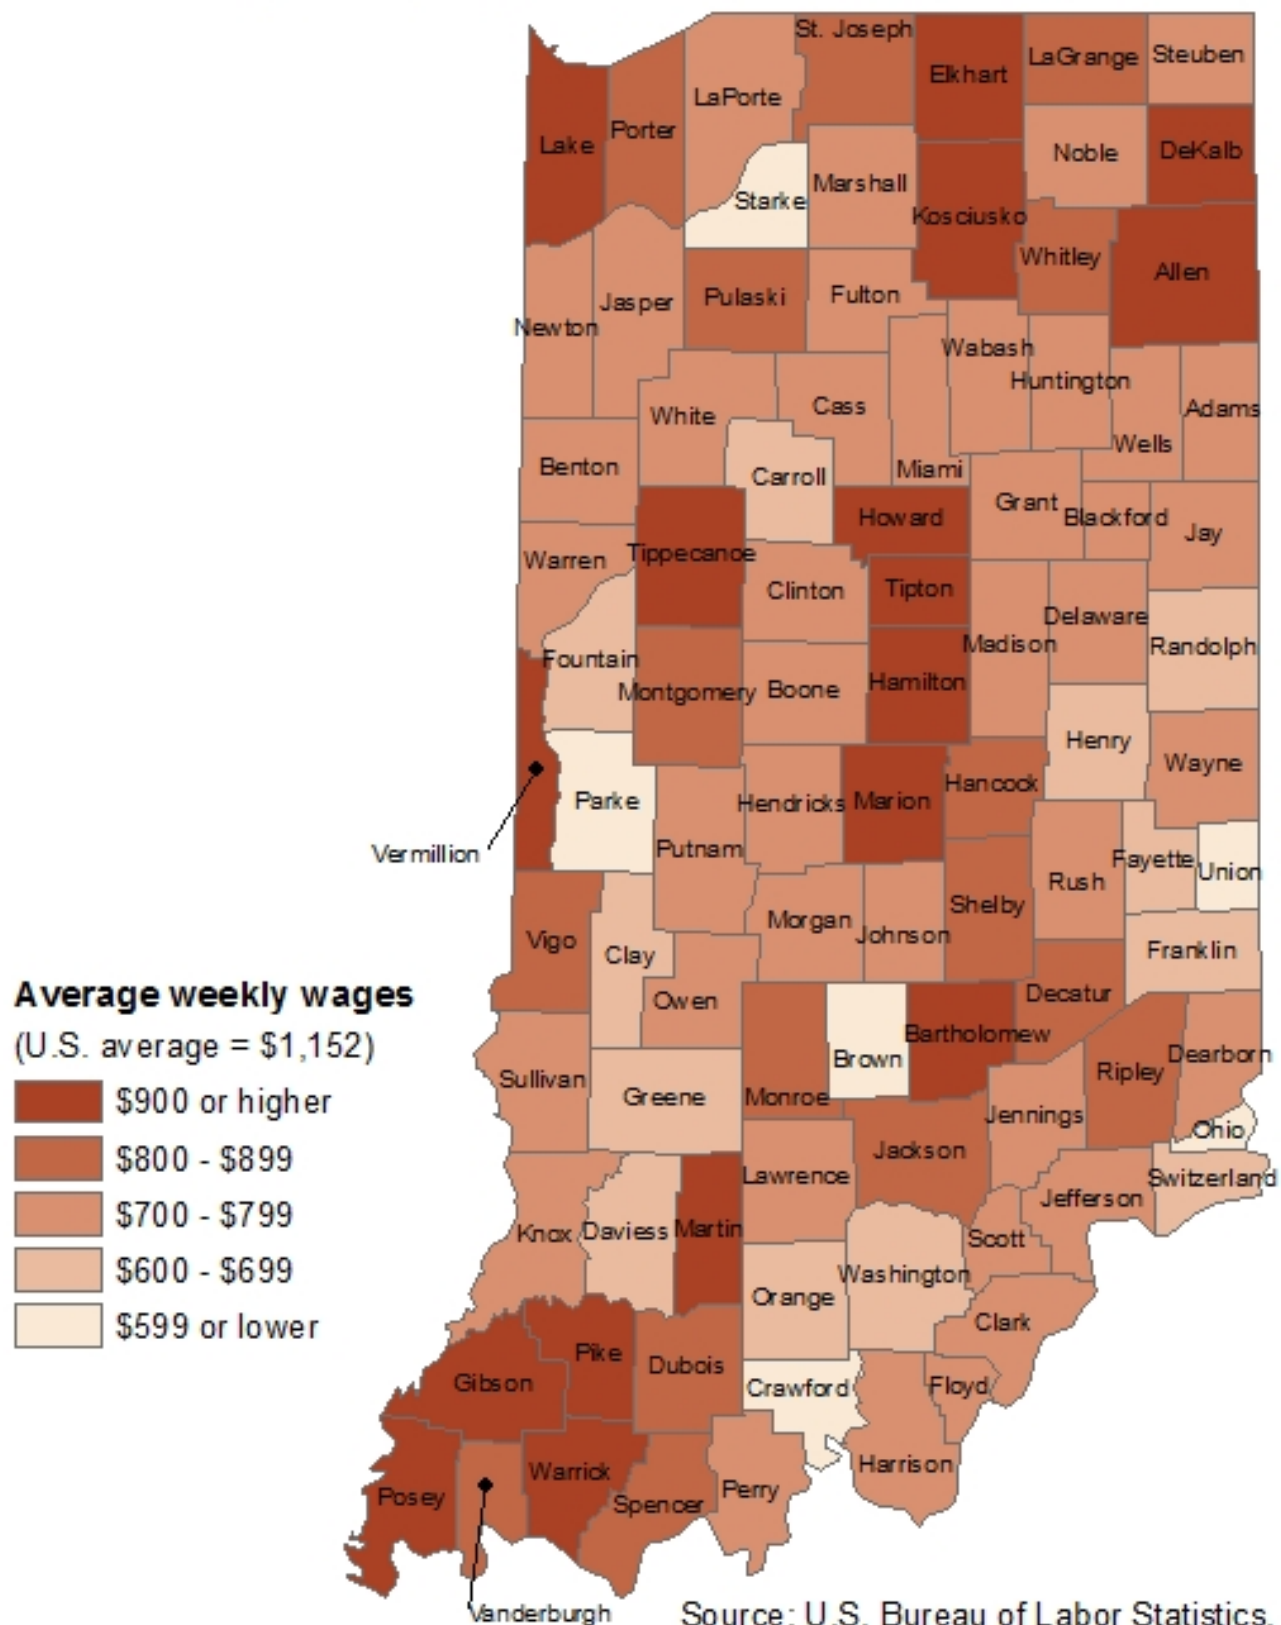 St. Joseph
Elkhart
LaGrange
Steuben
LaPorte
Lake
Porter
Noble
DeKalb
Starke
Marshall
Kosciusko
Whitley
Allen
Newton
Jasper
Pulaski
Fulton
Wabash
Huntington
White
Cass
Adams
Wells
Benton
Carroll
Miami
Howard
Grant
Blackford
Jay
Warren
Tippecanoe
Clinton
Tipton
Delaware
Madison
Randolph
Fountain
Montgomery
Boone
Hamilton
Henry
Wayne
Parke
Hendricks
Marion
Hancock
Vermillion
Putnam
Rush
Fayette
Union
Shelby
Morgan
Johnson
Vigo
Clay
Franklin
Owen
Decatur
Bartholomew
Brown
Dearborn
Ripley
Sullivan
Greene
Monroe
Jennings
Ohio
Jackson
Lawrence
Switzerland
Jefferson
Knox
Daviess
Martin
Scott
Washington
Orange
Clark
Pike
Dubois
Gibson
Crawford
Floyd
Harrison
Warrick
Posey
Spencer
Perry
Vanderburgh
Average weekly wages
(U.S. average = $1,152)
$900 or higher
$800 - $899
$700 - $799
$600 - $699
$599 or lower
Source: U.S. Bureau of Labor Statistics.